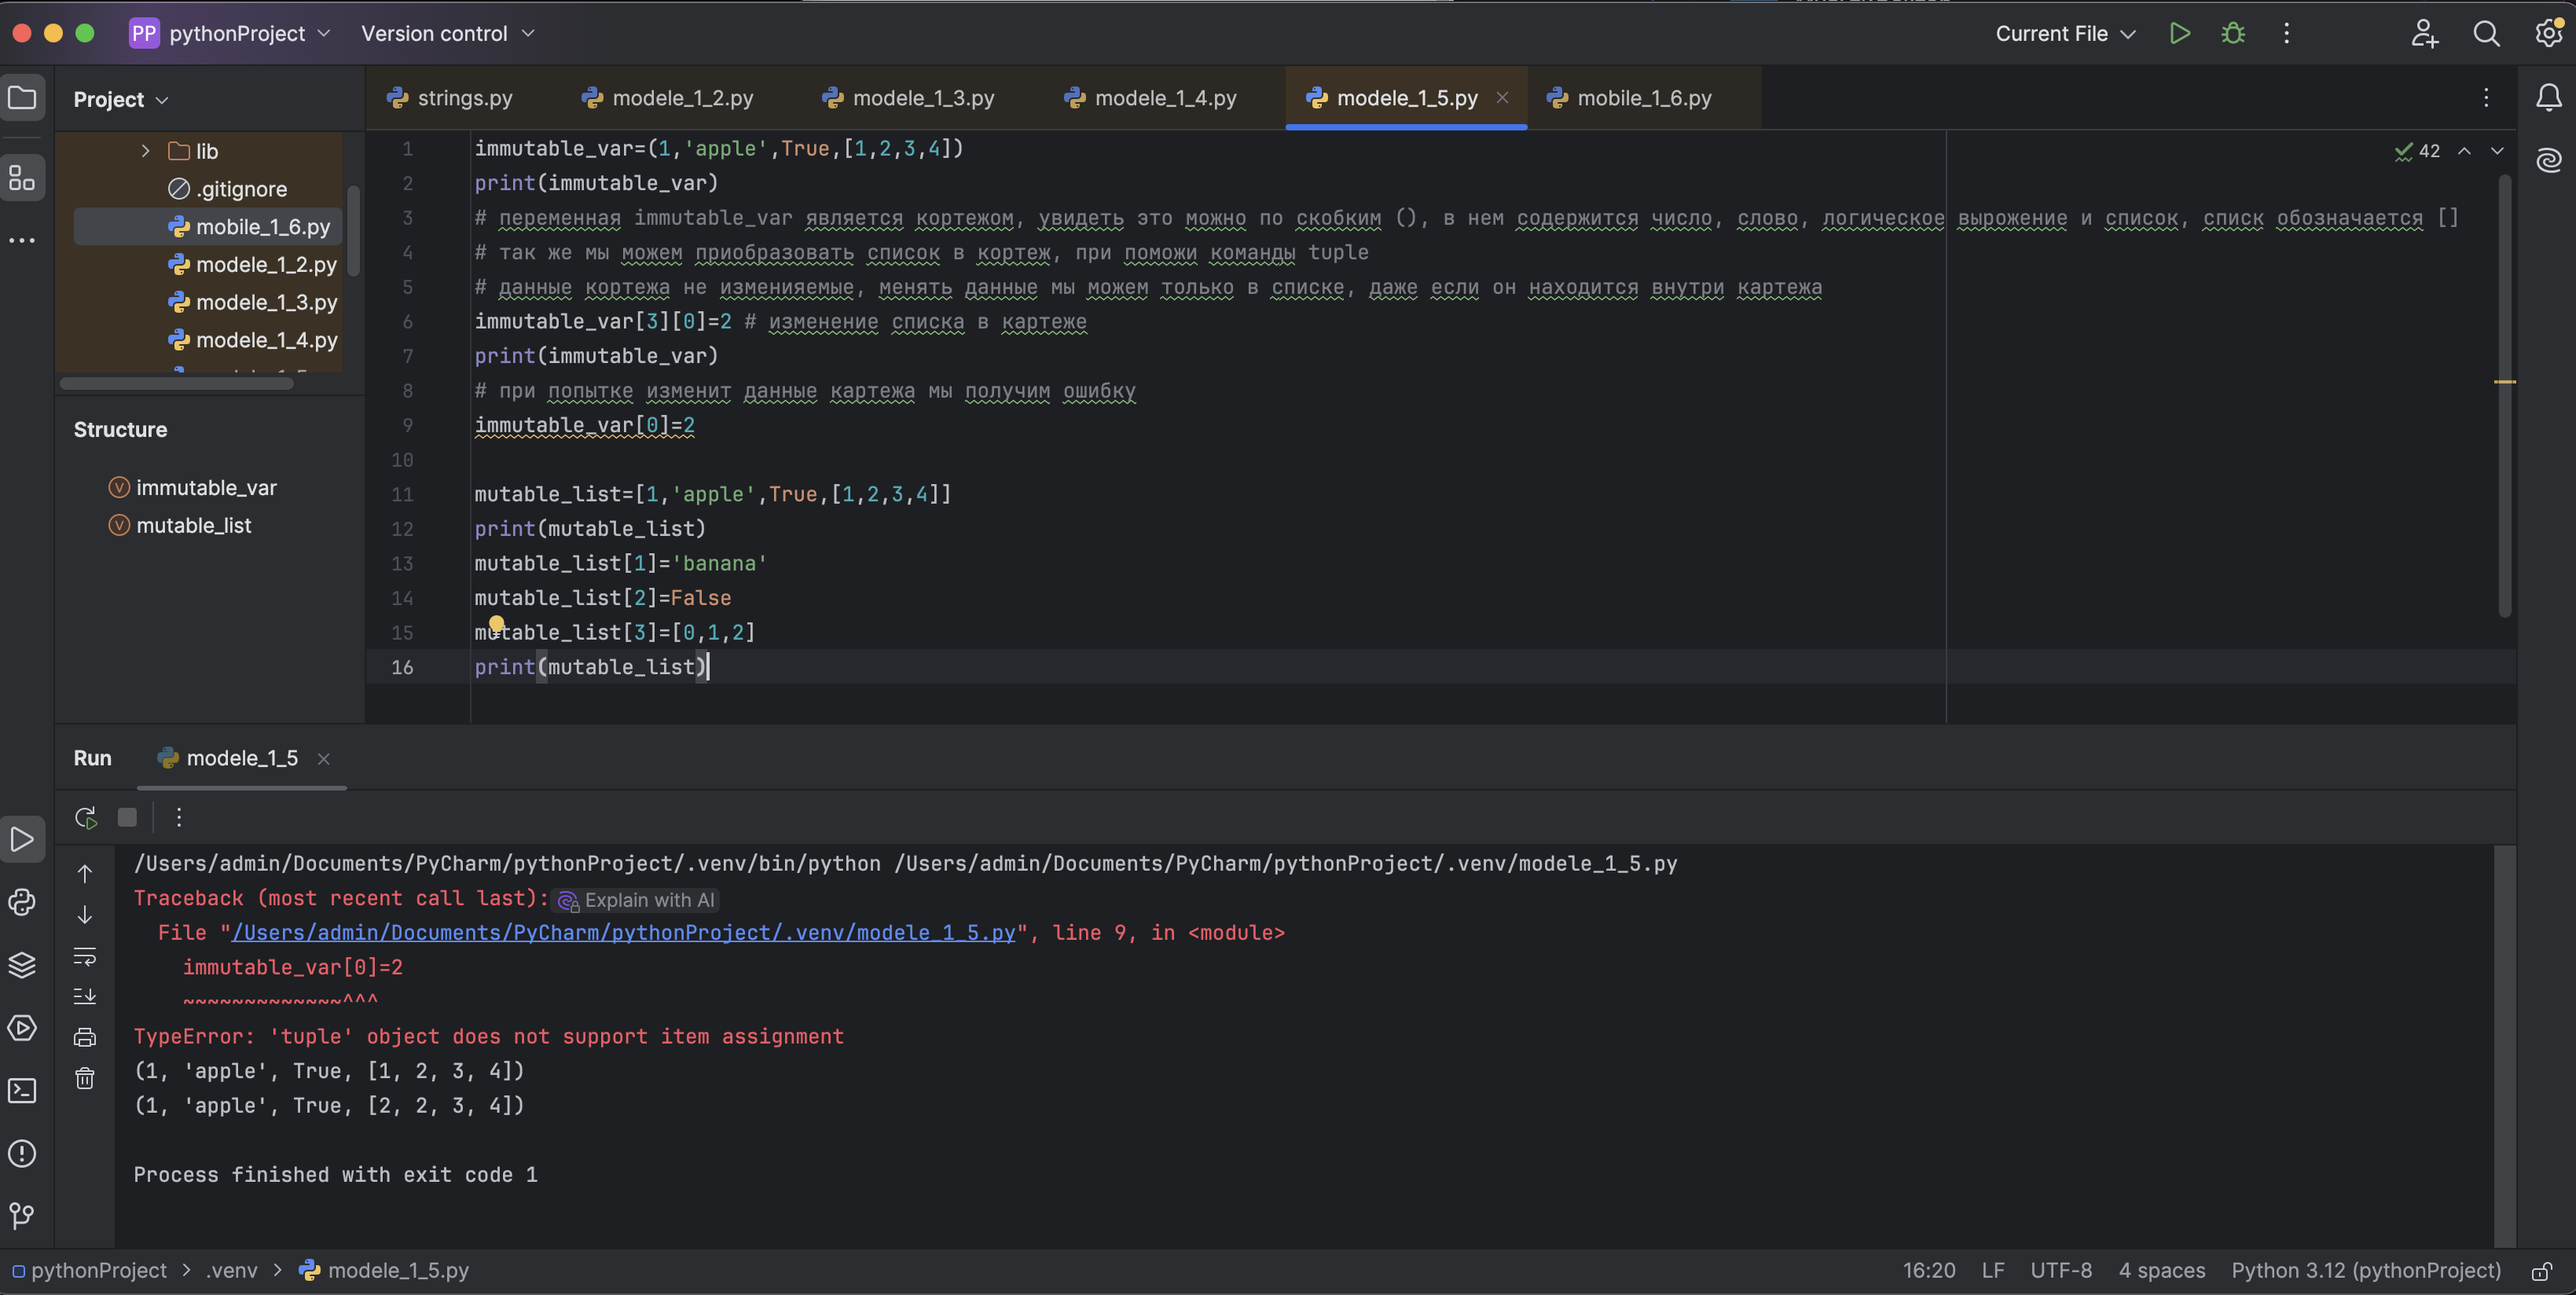 PP pythonProject Version control Current File
Project
strings.py modele_1_2.py modele_1_3.py modele_1_4.py modele_1_5.py mobile_1_6.py
lib
.gitignore
mobile_1_6.py
modele_1_2.py
modele_1_3.py
modele_1_4.py
Structure
immutable_var
mutable_list
42
1 immutable_var=(1,'apple',True,[1,2,3,4])
2 print(immutable_var)
3 # переменная immutable_var является кортежом, увидеть это можно по скобким (), в нем содержится число, слово, логическое вырожение и список, списк обозначается []
4 # так же мы можем приобразовать список в кортеж, при поможи команды tuple
5 # данные кортежа не измениянемые, менять данные мы можем только в списке, даже если он находится внутри картежа
6 immutable_var[3][0]=2 # изменение списка в картеже
7 print(immutable_var)
8 # при попытке изменит данные картежа мы получим ошибку
9 immutable_var[0]=2
10
11 mutable_list=[1,'apple',True,[1,2,3,4]]
12 print(mutable_list)
13 mutable_list[1]='banana'
14 mutable_list[2]=False
15 mutable_list[3]=[0,1,2]
16 print(mutable_list)
Run modele_1_5
/Users/admin/Documents/PyCharm/pythonProject/.venv/bin/python /Users/admin/Documents/PyCharm/pythonProject/.venv/modele_1_5.py
Traceback (most recent call last): Explain with AI
File "/Users/admin/Documents/PyCharm/pythonProject/.venv/modele_1_5.py", line 9, in <module>
immutable_var[0]=2
~~~~~~~~~~~~~^^^
TypeError: 'tuple' object does not support item assignment
(1, 'apple', True, [1, 2, 3, 4])
(1, 'apple', True, [2, 2, 3, 4])
Process finished with exit code 1
pythonProject > .venv > modele_1_5.py 16:20 LF UTF-8 4 spaces Python 3.12 (pythonProject)